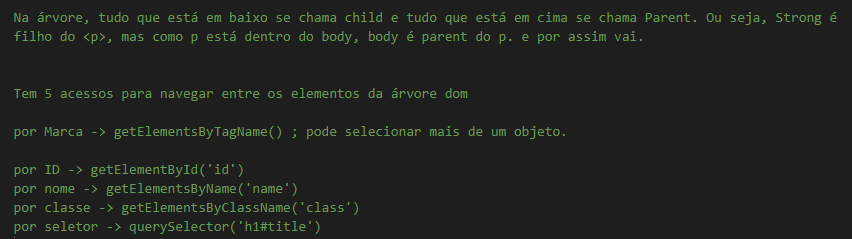 Na árvore, tudo que está em baixo se chama child e tudo que está em cima se chama Parent. Ou seja, Strong é
filho do <p>, mas como p está dentro do body, body é parent do p. e por assim vai.
Tem 5 acessos para navegar entre os elementos da árvore dom
por Marca -> getElementsByTagName() ; pode selecionar mais de um objeto.
por ID -> getElementById('id')
por nome -> getElementsByName('name')
por classe -> getElementsByClassName('class')
por seletor -> querySelector('h1#title')